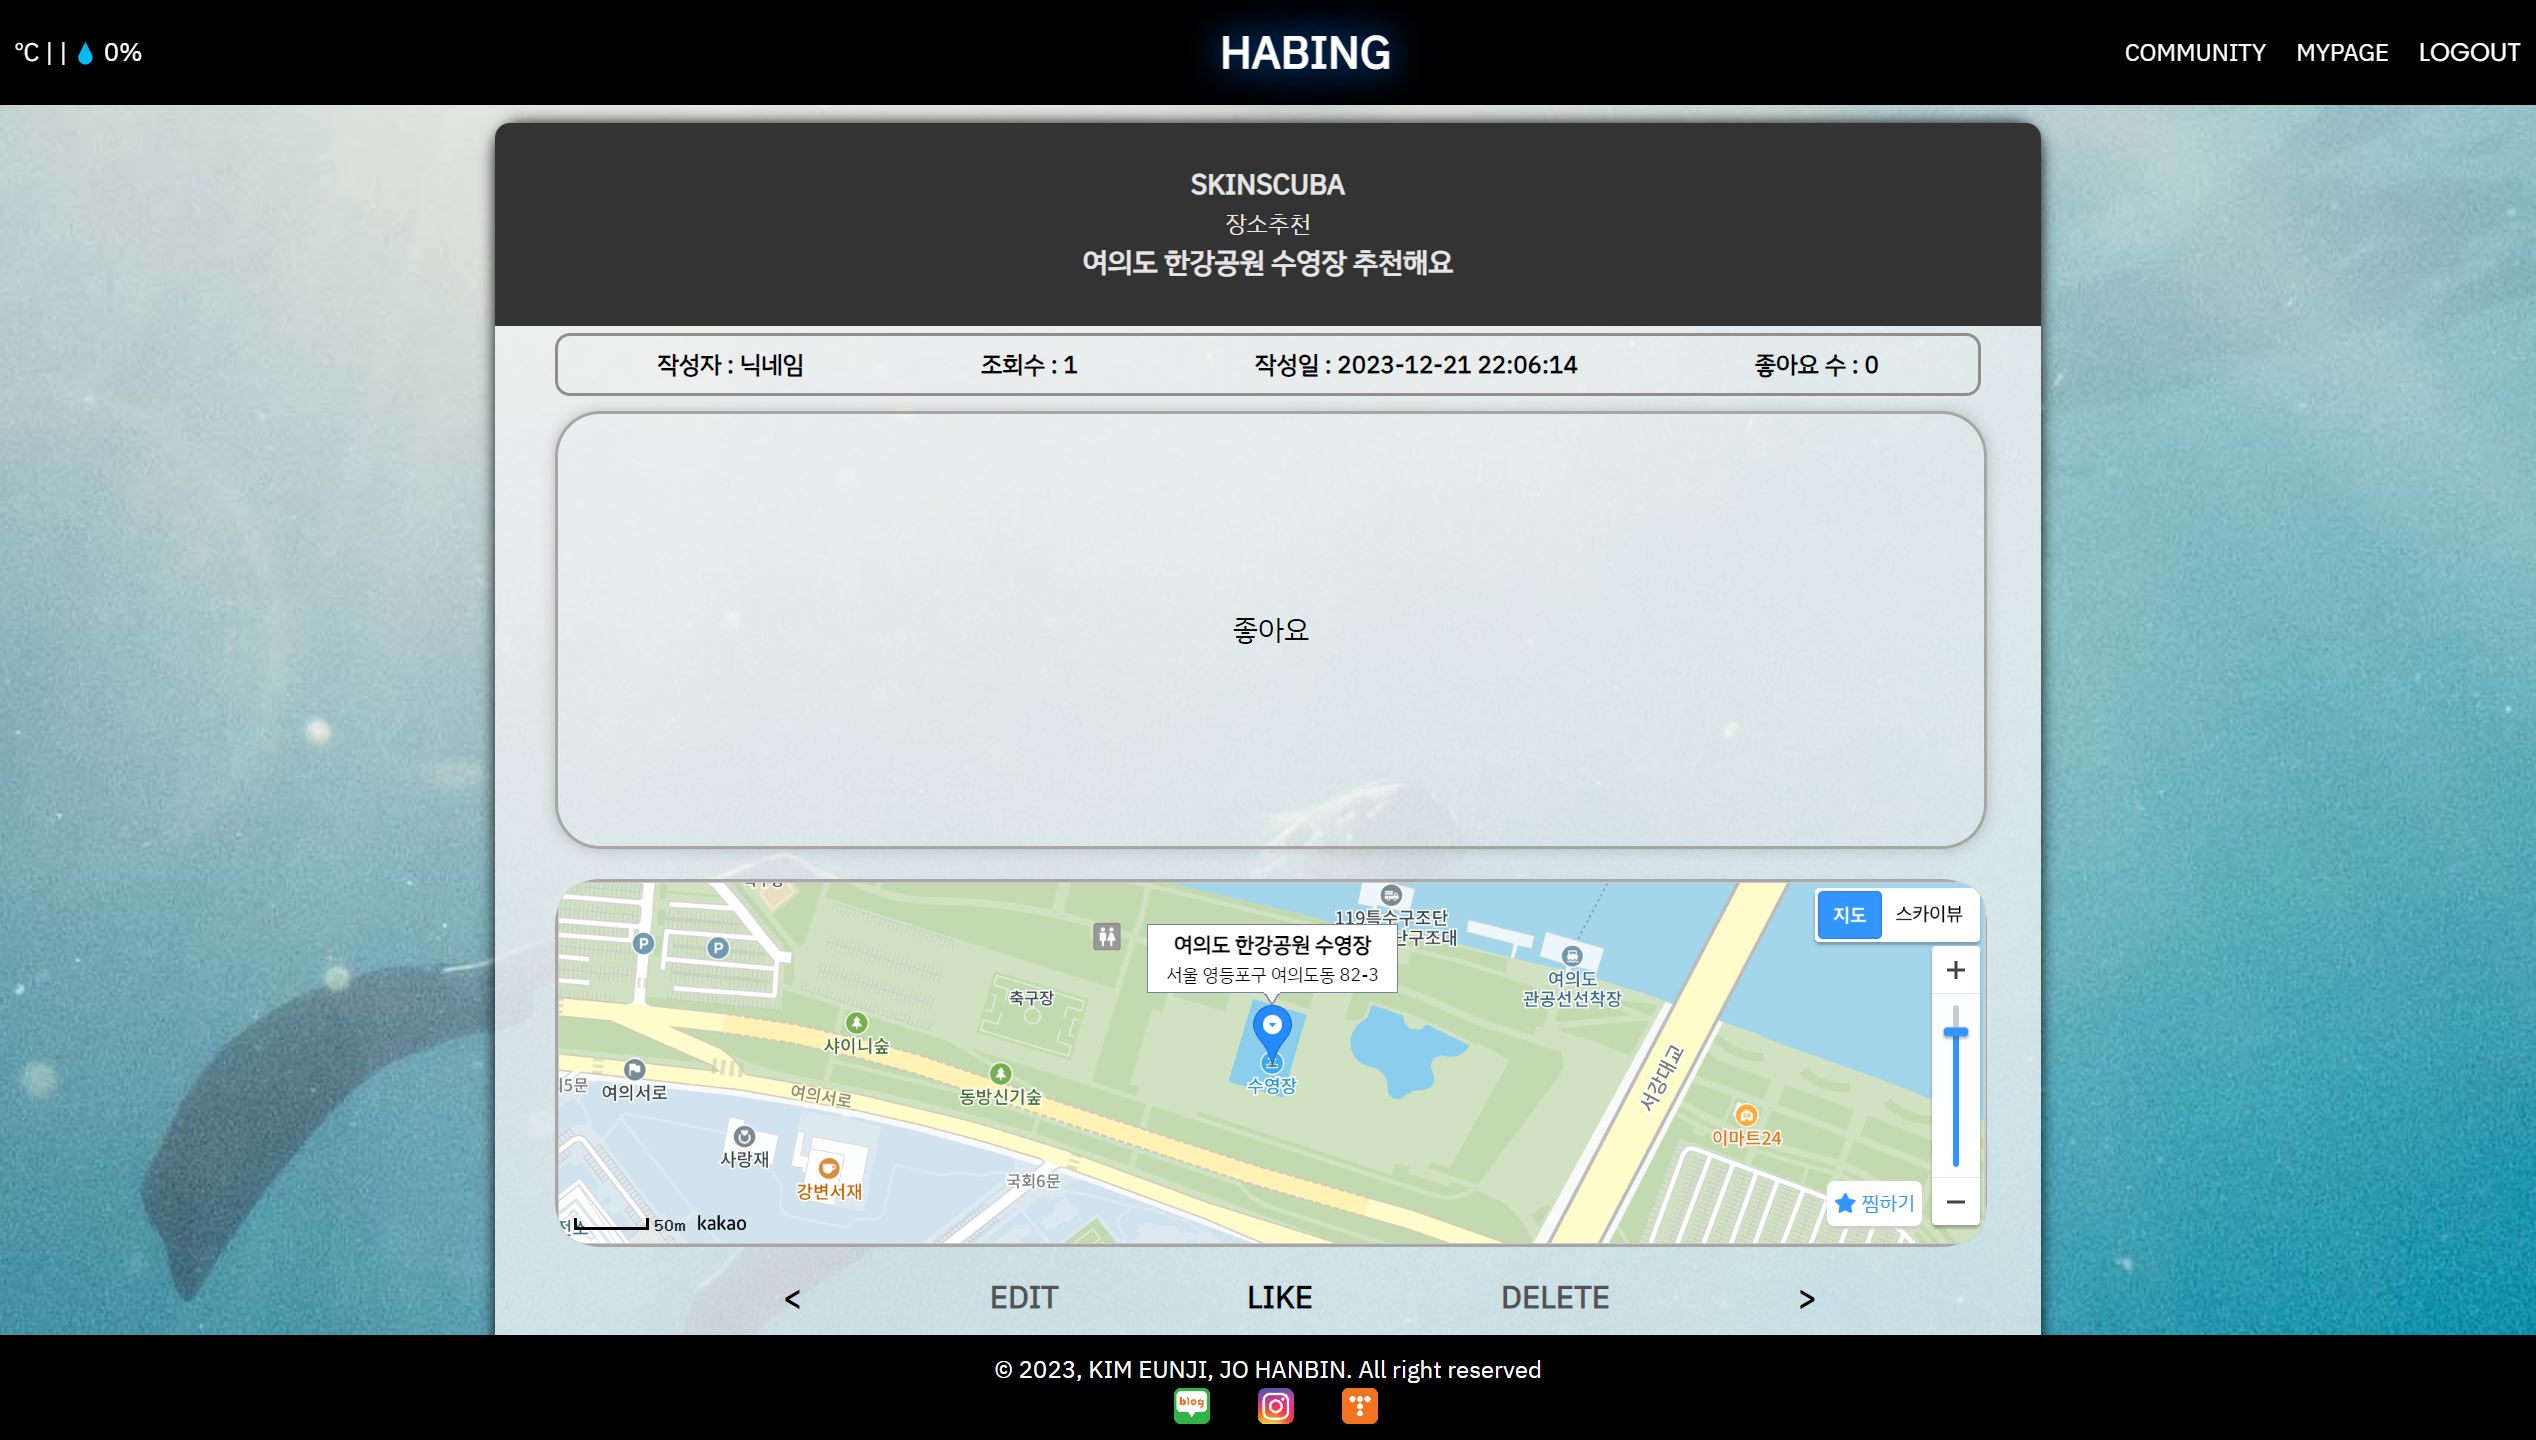 ℃ | | 💧 0%
HABING
COMMUNITY MYPAGE LOGOUT
SKINSCUBA
장소추천
여의도 한강공원 수영장 추천해요
작성자 : 닉네임 조회수 : 1 작성일 : 2023-12-21 22:06:14 좋아요 수 : 0
좋아요
119특수구조단
단구조대
지도 스카이뷰
여의도 한강공원 수영장
서울 영등포구 여의도동 82-3
P
P
여의도
관공선선착장
축구장
샤이니숲
여의서로
여의서로
동방신기숲
수영장
서강대교
이마트24
사랑재
강변서재
국회6문
찜하기
50m kakao
< EDIT LIKE DELETE >
© 2023, KIM EUNJI, JO HANBIN. All right reserved
blog